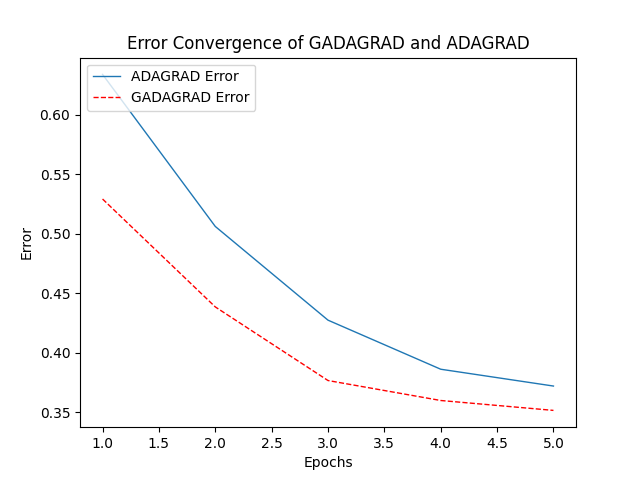 Error Convergence of GADAGRAD and ADAGRAD
ADAGRAD Error
GADAGRAD Error
0.60
0.55
0.50
0.45
0.40
0.35
Error
1.0 1.5 2.0 2.5 3.0 3.5 4.0 4.5 5.0
Epochs